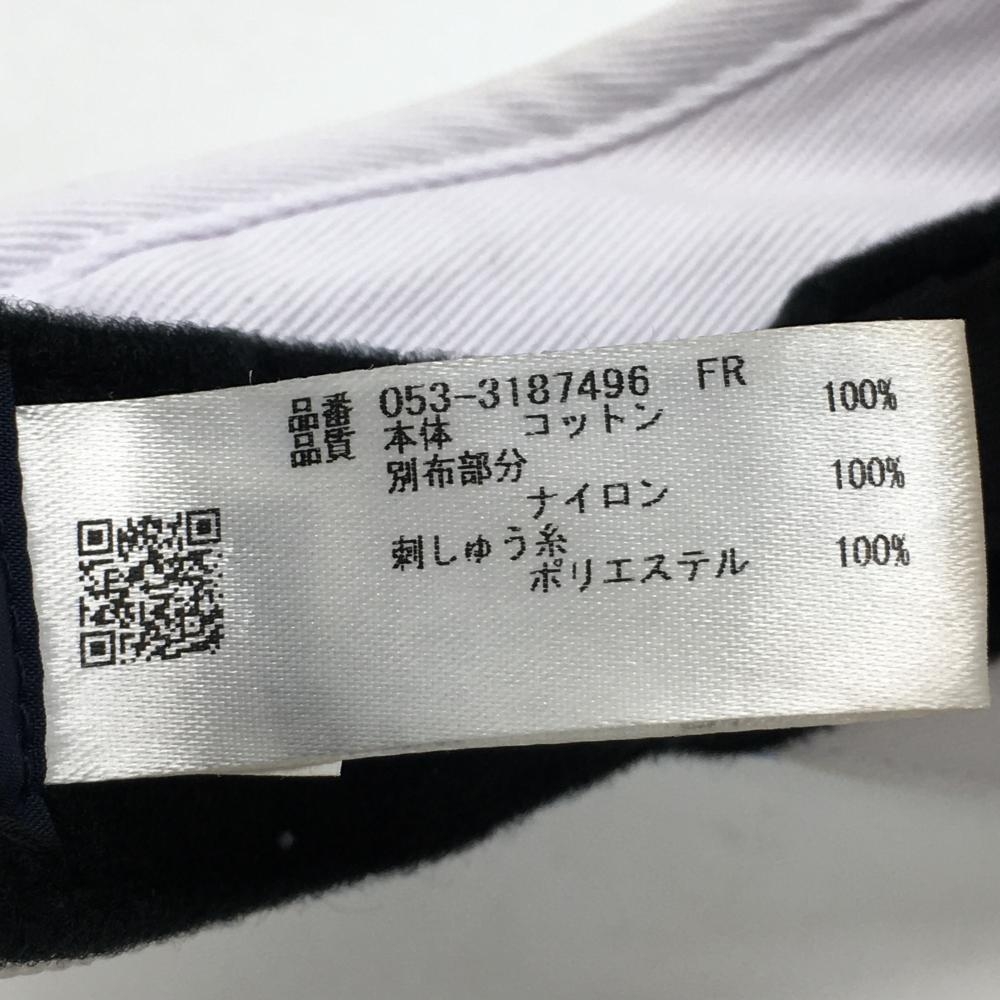 品番 053-3187496 FR
品質 本体 コットン 100%
別布部分
ナイロン 100%
刺しゅう糸
ポリエステル 100%